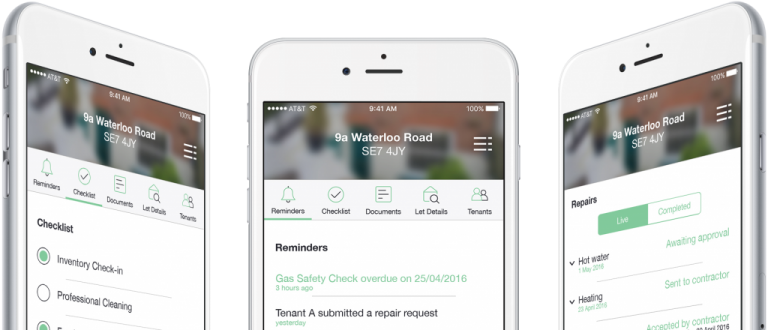 AT&T
9:41 AM
100%
9a Waterloo Road
SE7 4JY
Reminders
Checklist
Documents
Let Details
Tenants
Checklist
Inventory Check-in
Professional Cleaning
AT&T
9:41 AM
100%
9a Waterloo Road
SE7 4JY
Reminders
Checklist
Documents
Let Details
Tenants
Reminders
Gas Safety Check overdue on 25/04/2016
3 hours ago
Tenant A submitted a repair request
yesterday
AT&T
9:41 AM
100%
9a Waterloo Road
SE7 4JY
Repairs
Live
Completed
Awaiting approval
Hot water
1 May 2016
Sent to contractor
Heating
Accepted by contractor
April 2016